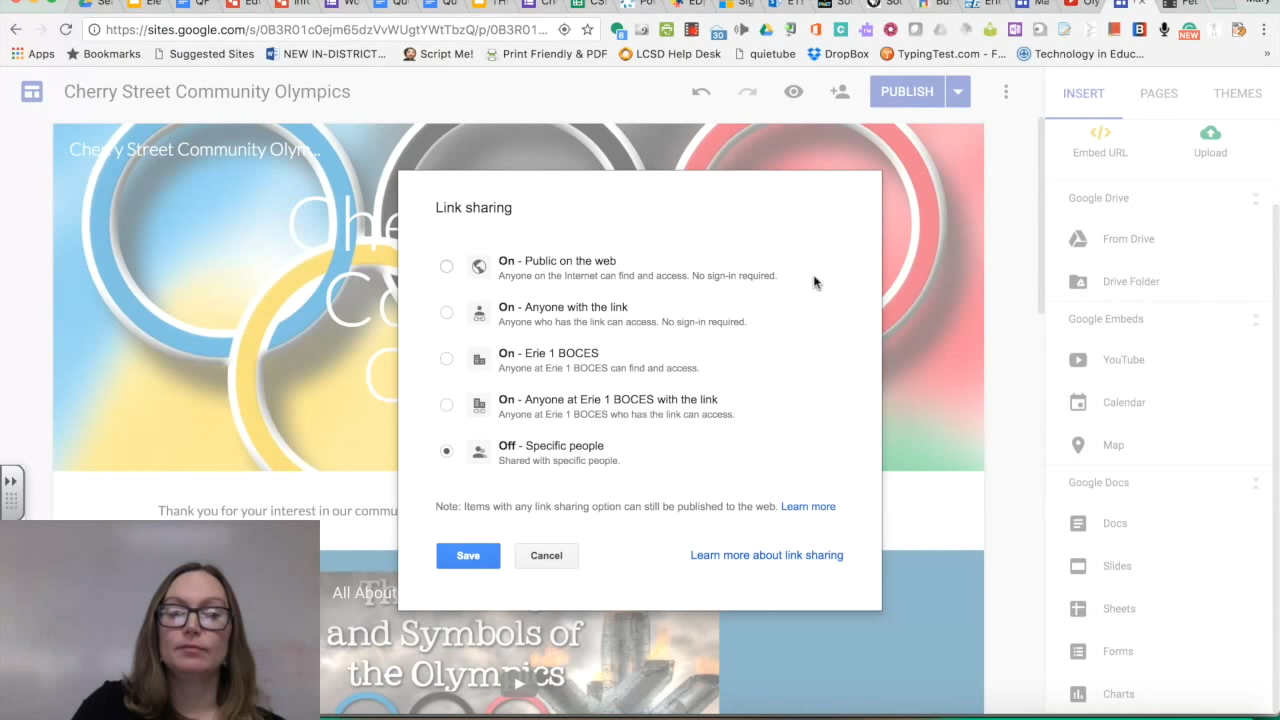 https://sites.google.com/s/0B3R01c0ejm65dzVvWUgtYWtTbzQ/p/0B3R01...
Apps
Bookmarks
Suggested Sites
NEW IN-DISTRICT...
Script Me!
Print Friendly & PDF
LCSD Help Desk
quietube
DropBox
TypingTest.com - F...
Technology in Educ...
»
Cherry Street Community Olympics
PUBLISH
INSERT
PAGES
THEMES
Cherry Street Community Olym...
Embed URL
Upload
Google Drive
From Drive
Drive Folder
Google Embeds
YouTube
Calendar
Map
Google Docs
Docs
Slides
Sheets
Forms
Charts
Link sharing
On - Public on the web
Anyone on the Internet can find and access. No sign-in required.
On - Anyone with the link
Anyone who has the link can access. No sign-in required.
On - Erie 1 BOCES
Anyone at Erie 1 BOCES can find and access.
On - Anyone at Erie 1 BOCES with the link
Anyone at Erie 1 BOCES who has the link can access.
Off - Specific people
Shared with specific people.
Note: Items with any link sharing option can still be published to the web. Learn more
Save
Cancel
Learn more about link sharing
Thank you for your interest in our commu
All About
and Symbols of
the Olympics